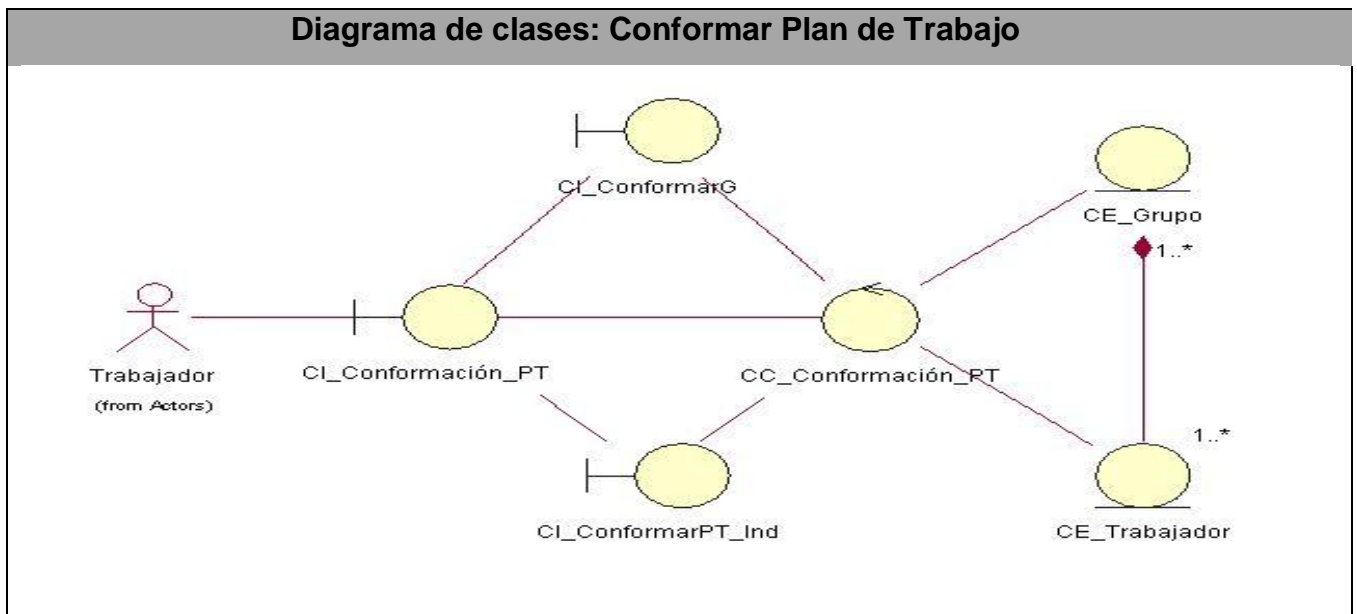 Diagrama de clases: Conformar Plan de Trabajo
CI_ConformarG
CE_Grupo
1..*
Trabajador
(from Actors)
CI_Conformación_PT
CC_Conformación_PT
1..*
CI_ConformarPT_Ind
CE_Trabajador